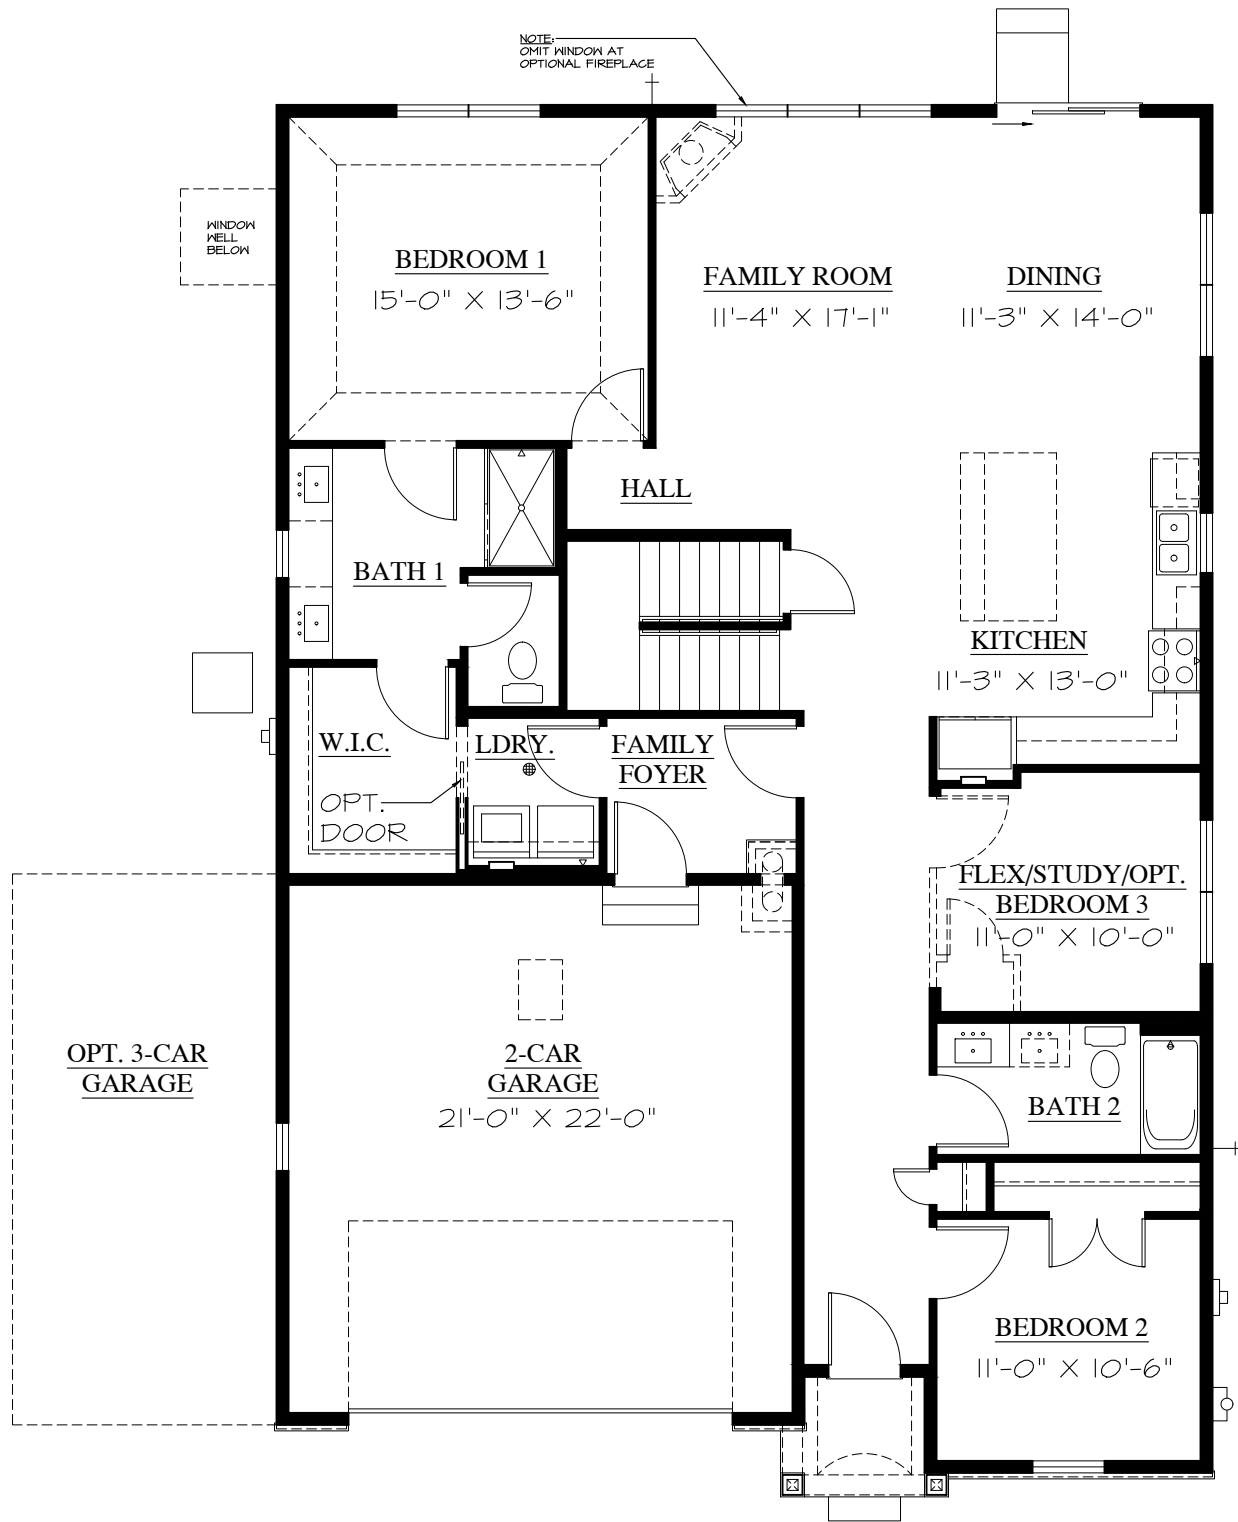 NOTE:
OMIT WINDOW AT
OPTIONAL FIREPLACE
WINDOW
WELL
BELOW
BEDROOM 1
15'-0" X 13'-6"
FAMILY ROOM
11'-4" X 17'-1"
DINING
11'-3" X 14'-0"
HALL
BATH 1
KITCHEN
11'-3" X 13'-0"
W.I.C.
LDRY.
FAMILY
FOYER
OPT.
DOOR
FLEX/STUDY/OPT.
BEDROOM 3
11'-0" X 10'-0"
OPT. 3-CAR
GARAGE
2-CAR
GARAGE
21'-0" X 22'-0"
BATH 2
BEDROOM 2
11'-0" X 10'-6"